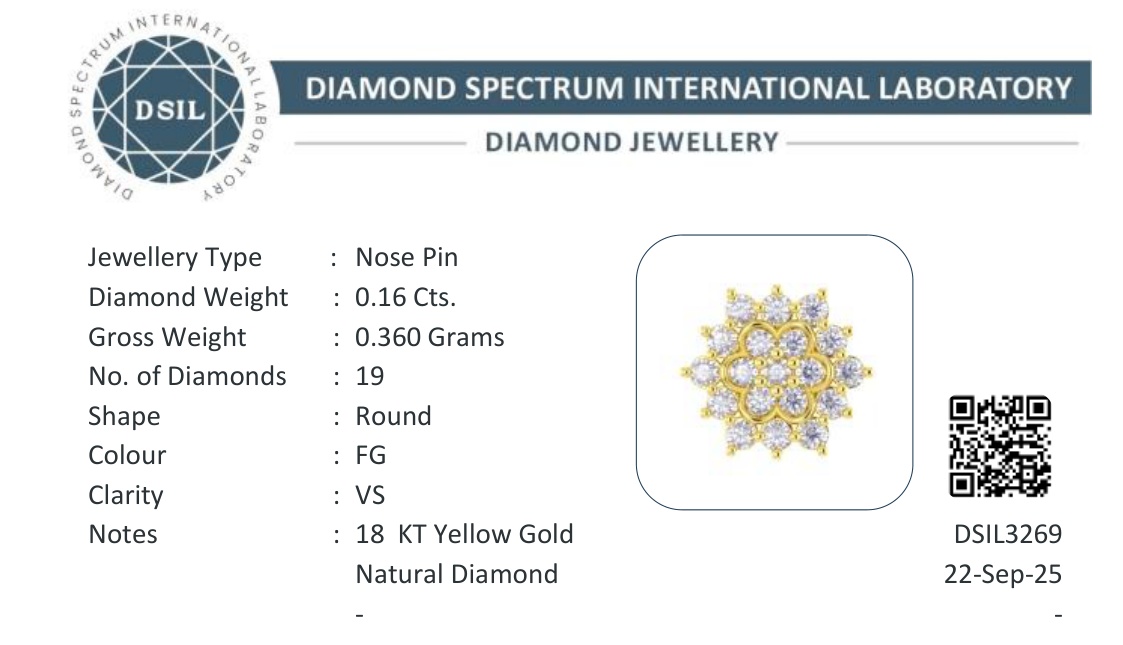 DIAMOND SPECTRUM INTERNATIONAL LABORATORY
DSIL
DIAMOND SPECTRUM INTERNATIONAL LABORATORY
DIAMOND JEWELLERY
Jewellery Type : Nose Pin
Diamond Weight : 0.16 Cts.
Gross Weight : 0.360 Grams
No. of Diamonds : 19
Shape : Round
Colour : FG
Clarity : VS
Notes : 18 KT Yellow Gold DSIL3269
Natural Diamond 22-Sep-25
- -